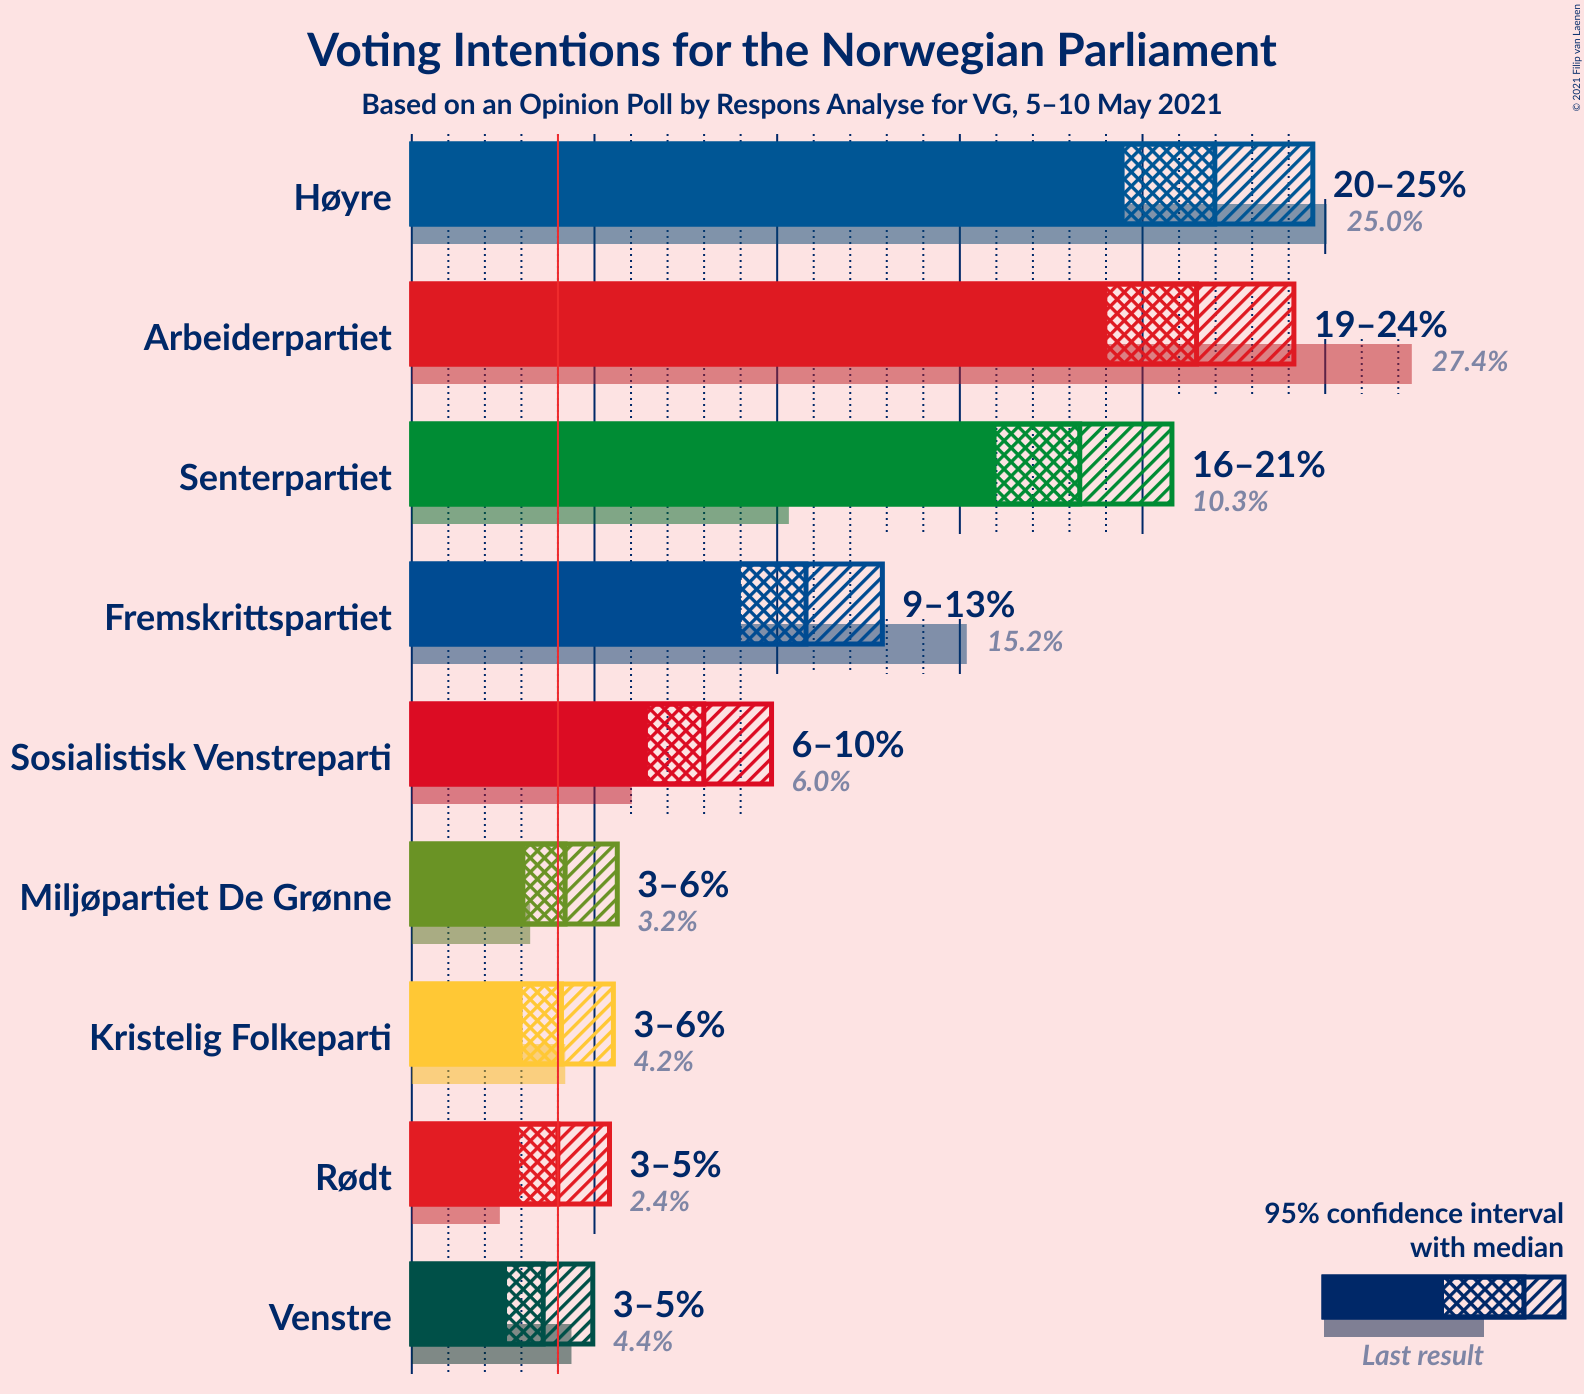 Voting Intentions for the Norwegian Parliament
Based on an Opinion Poll by Respons Analyse for VG, 5–10 May 2021
© 2021 Filip van Laenen
Høyre
20–25%
25.0%
Arbeiderpartiet
19–24%
27.4%
Senterpartiet
16–21%
10.3%
Fremskrittspartiet
9–13%
15.2%
Sosialistisk Venstreparti
6–10%
6.0%
Miljøpartiet De Grønne
3–6%
3.2%
Kristelig Folkeparti
3–6%
4.2%
Rødt
3–5%
2.4%
Venstre
3–5%
4.4%
95% confidence interval
with median
Last result